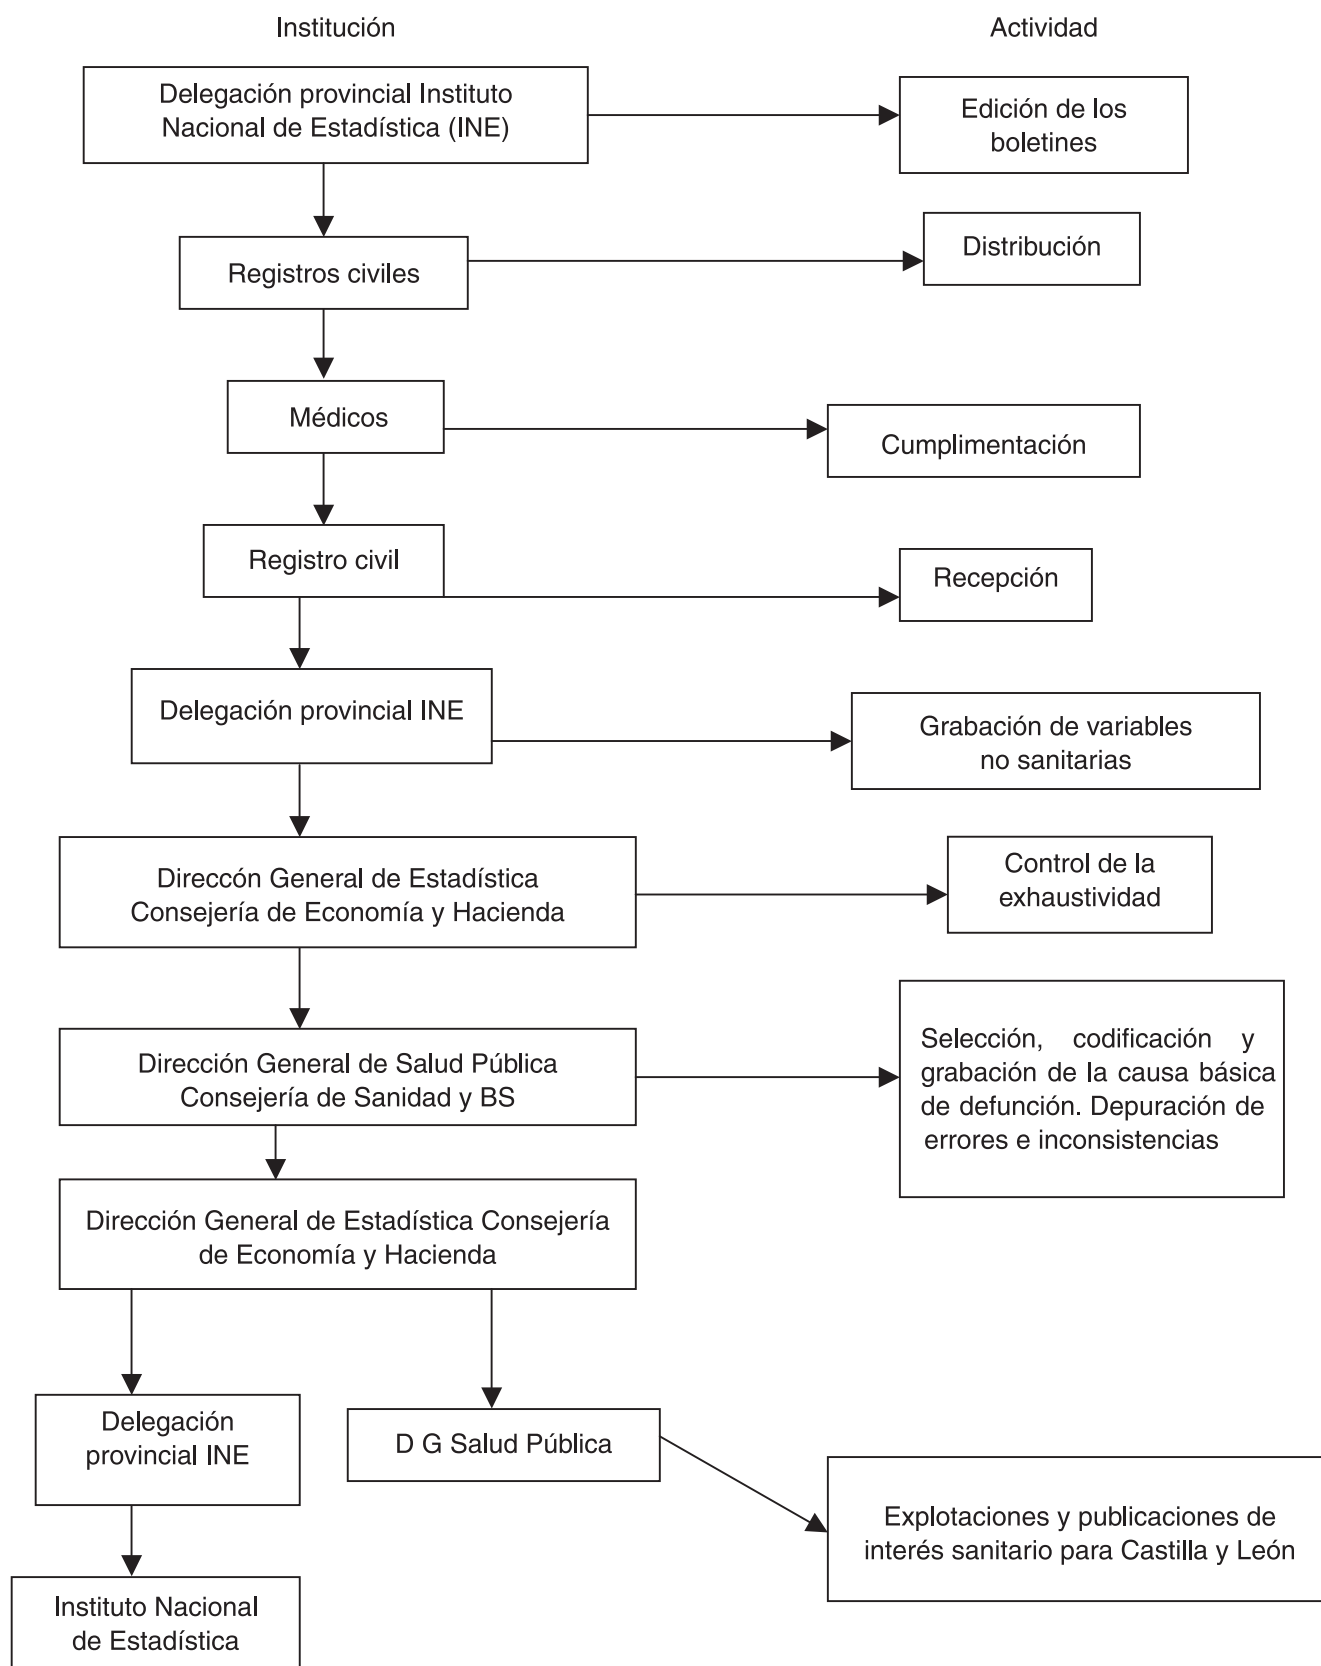 Institución
Actividad
Delegación provincial Instituto
Nacional de Estadística (INE)
Edición de los
boletines
Registros civiles
Distribución
Médicos
Cumplimentación
Registro civil
Recepción
Delegación provincial INE
Grabación de variables
no sanitarias
Direccón General de Estadística
Consejería de Economía y Hacienda
Control de la
exhaustividad
Dirección General de Salud Pública
Consejería de Sanidad y BS
Selección, codificación y
grabación de la causa básica
de defunción. Depuración de
errores e inconsistencias
Dirección General de Estadística Consejería
de Economía y Hacienda
Delegación
provincial INE
D G Salud Pública
Explotaciones y publicaciones de
interés sanitario para Castilla y León
Instituto Nacional
de Estadística